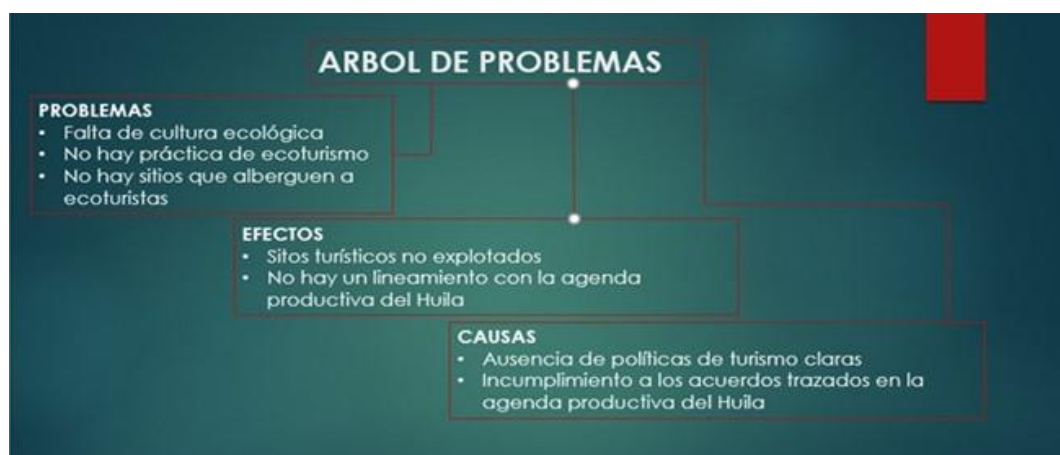 ARBOL DE PROBLEMAS
PROBLEMAS
• Falta de cultura ecológica
• No hay práctica de ecoturismo
• No hay sitios que alberguen a
ecoturistas
EFECTOS
• Sitos turísticos no explotados
• No hay un lineamiento con la agenda
productiva del Huila
CAUSAS
• Ausencia de políticas de turismo claras
• Incumplimiento a los acuerdos trazados en la
agenda productiva del Huila